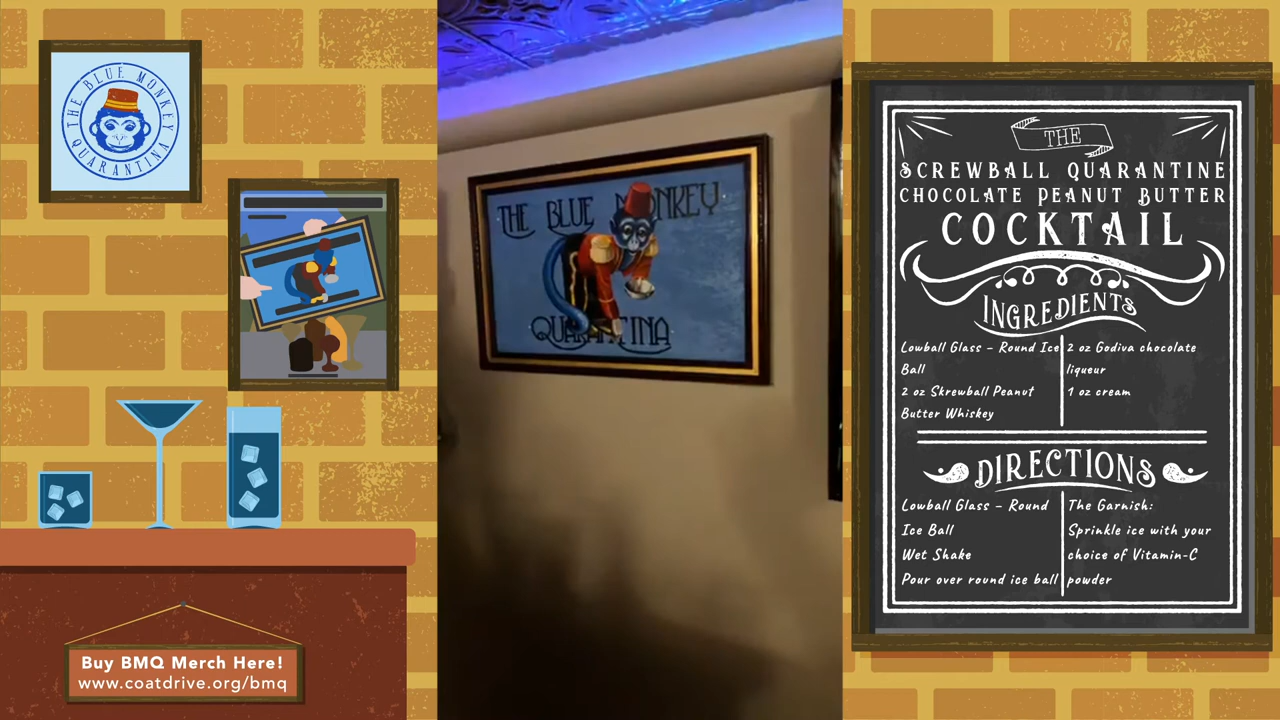 THE BLUE MONKEY
QUARANTINA
Buy BMQ Merch Here!
www.coatdrive.org/bmq
THE BLUE MONKEY
QUARANTINA
THE
SCREWBALL QUARANTINE
CHOCOLATE PEANUT BUTTER
COCKTAIL
INGREDIENTS
Lowball Glass – Round Ice
Ball
2 oz Skrewball Peanut
Butter Whiskey
2 oz Godiva chocolate
liqueur
1 oz cream
DIRECTIONS
Lowball Glass – Round
Ice Ball
Wet Shake
Pour over round ice ball
The Garnish:
Sprinkle ice with your
choice of Vitamin-C
powder